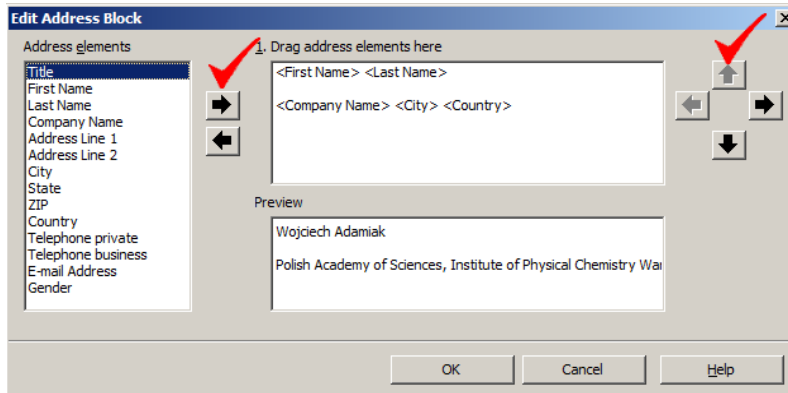 Edit Address Block
Address elements
Title
First Name
Last Name
Company Name
Address Line 1
Address Line 2
City
State
ZIP
Country
Telephone private
Telephone business
E-mail Address
Gender
1. Drag address elements here
<First Name> <Last Name>
<Company Name> <City> <Country>
Preview
Wojciech Adamiak
Polish Academy of Sciences, Institute of Physical Chemistry War
OK
Cancel
Help